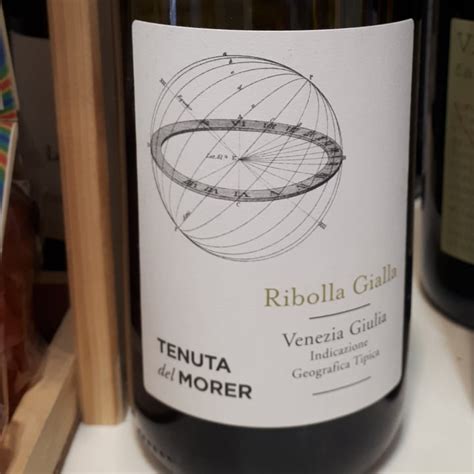 Ribolla Gialla
Venezia Giulia
Indicazione
Geografica Tipica
TENUTA
del MORER